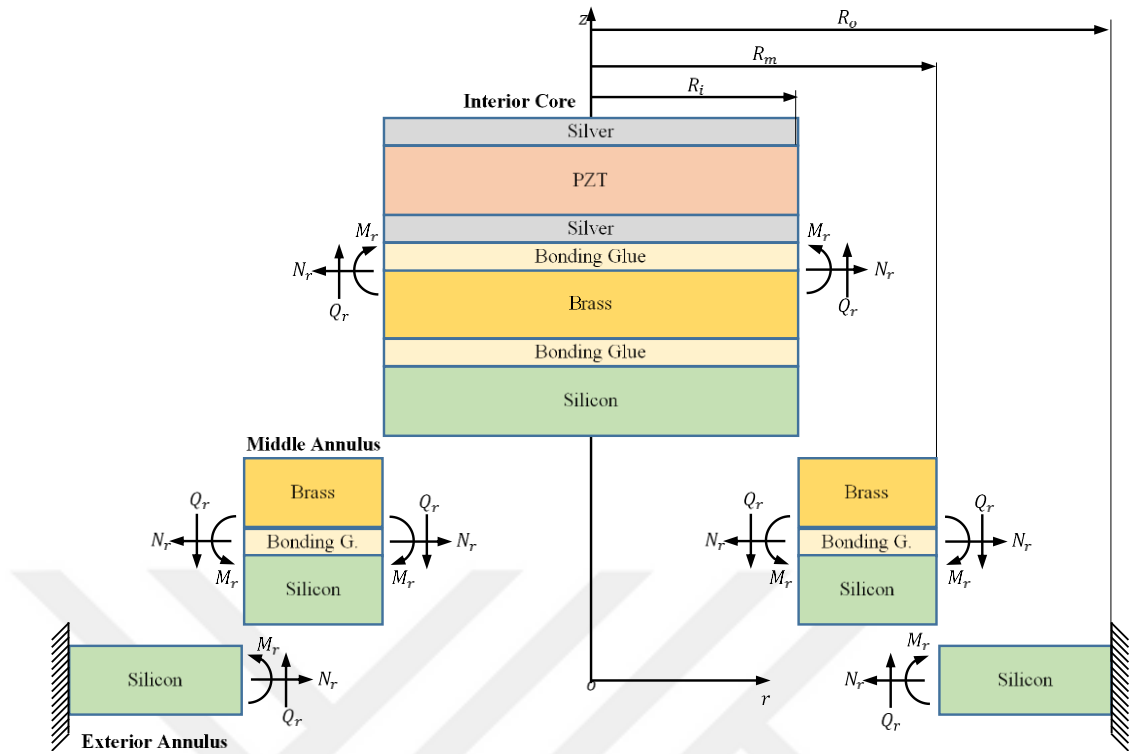 z
R_o
R_m
R_i
Interior Core
Silver
PZT
Silver
Bonding Glue
Brass
Bonding Glue
Silicon
M_r
N_r
Q_r
M_r
N_r
Q_r
Middle Annulus
Brass
Bonding G.
Silicon
Q_r
N_r
M_r
Q_r
N_r
M_r
Brass
Bonding G.
Silicon
Q_r
N_r
M_r
Q_r
N_r
M_r
Silicon
M_r
N_r
Q_r
Exterior Annulus
o
r
M_r
N_r
Q_r
Silicon